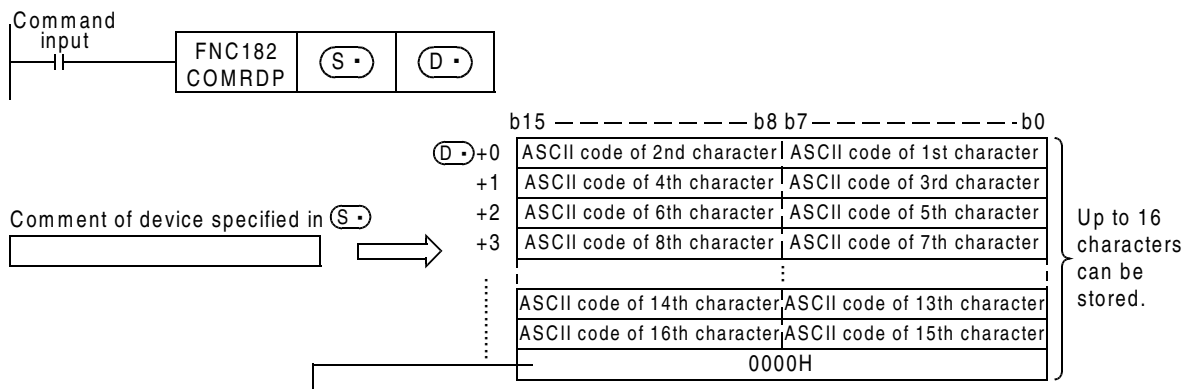 Command
input
FNC182
COMRDP
S •
D •
b15 — — — — — — — b8 b7 — — — — — — — - b0
D • +0 ASCII code of 2nd character ASCII code of 1st character
+1 ASCII code of 4th character ASCII code of 3rd character
Comment of device specified in S •
+2 ASCII code of 6th character ASCII code of 5th character
+3 ASCII code of 8th character ASCII code of 7th character
Up to 16
characters
can be
stored.
ASCII code of 14th character ASCII code of 13th character
ASCII code of 16th character ASCII code of 15th character
0000H